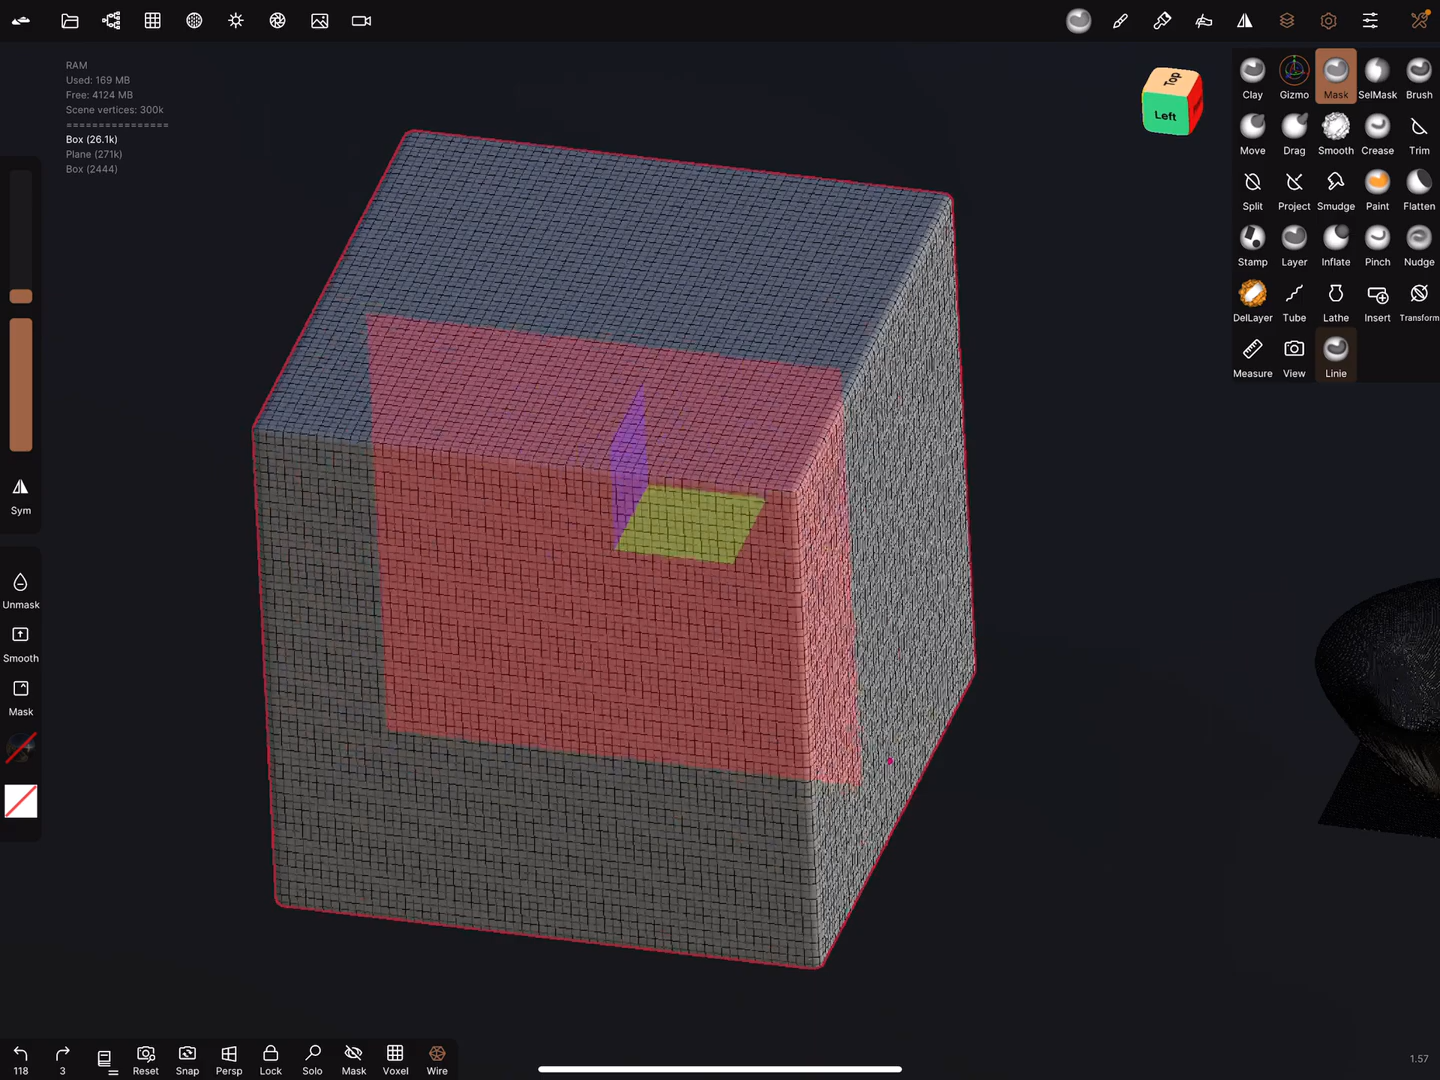 RAM
Used: 169 MB
Free: 4124 MB
Scene vertices: 300k
================
Box (26.1k)
Plane (271k)
Box (2444)
Top
Left
Clay Gizmo Mask SelMask Brush
Move Drag Smooth Crease Trim
Split Project Smudge Paint Flatten
Stamp Layer Inflate Pinch Nudge
DelLayer Tube Lathe Insert Transform
Measure View Linie
Sym
Unmask
Smooth
Mask
118 3 Reset Snap Persp Lock Solo Mask Voxel Wire
1.57